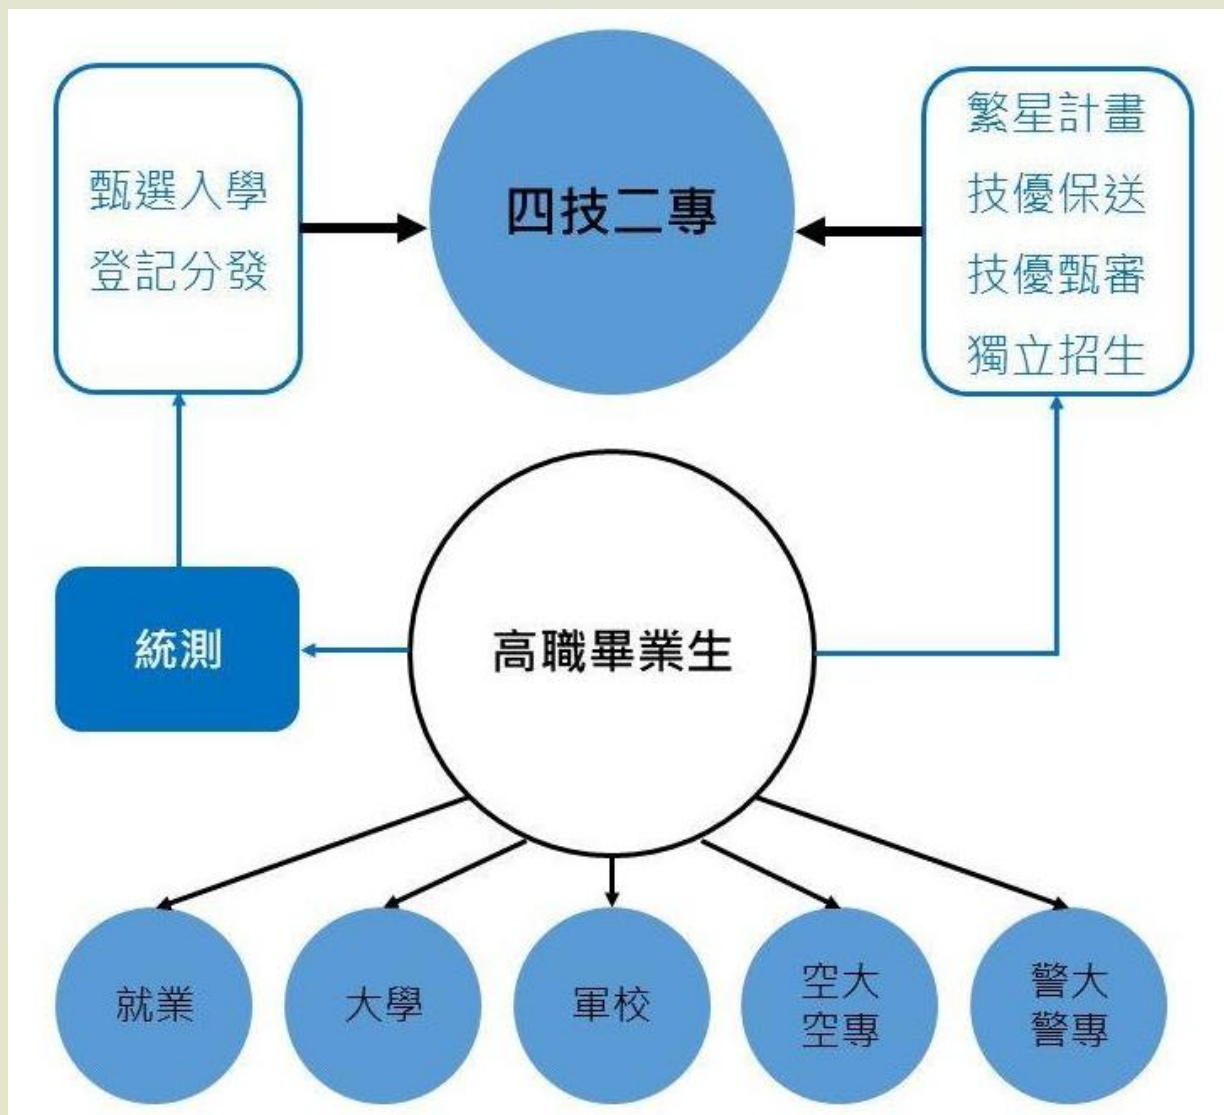 甄選入學
登記分發
四技二專
繁星計畫
技優保送
技優甄審
獨立招生
統測
高職畢業生
就業
大學
軍校
空大
空專
警大
警專